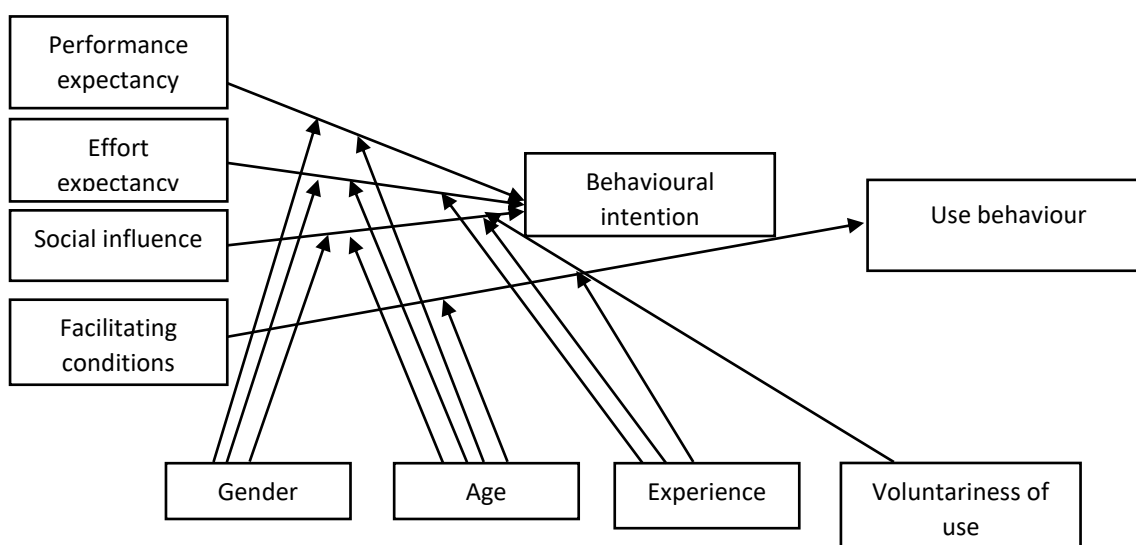 Performance
expectancy
Effort
expectancy
Social influence
Facilitating
conditions
Behavioural
intention
Use behaviour
Gender
Age
Experience
Voluntariness of
use